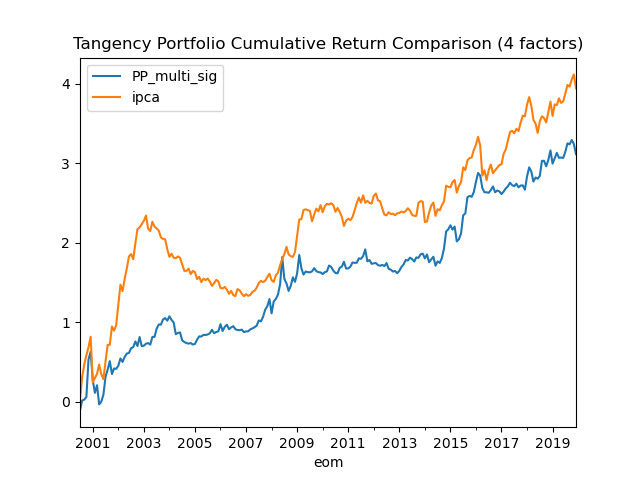 Tangency Portfolio Cumulative Return Comparison (4 factors)
PP_multi_sig
ipca
4
3
2
1
0
2001 2003 2005 2007 2009 2011 2013 2015 2017 2019
eom